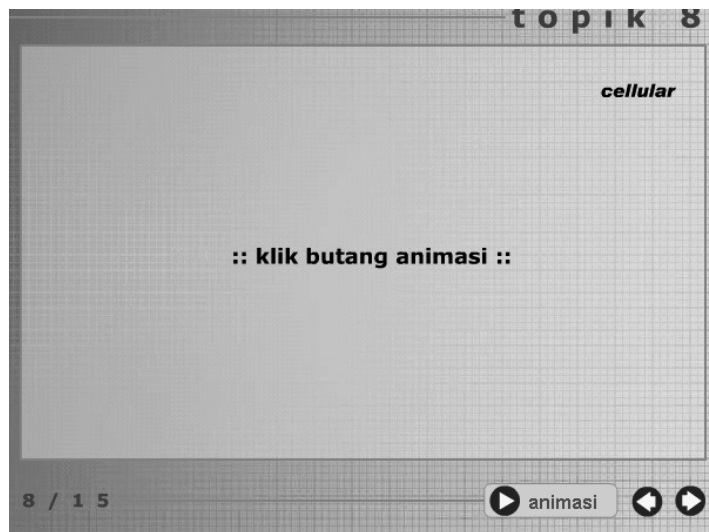 topik 8
cellular
:: klik butang animasi ::
8 / 15
animasi